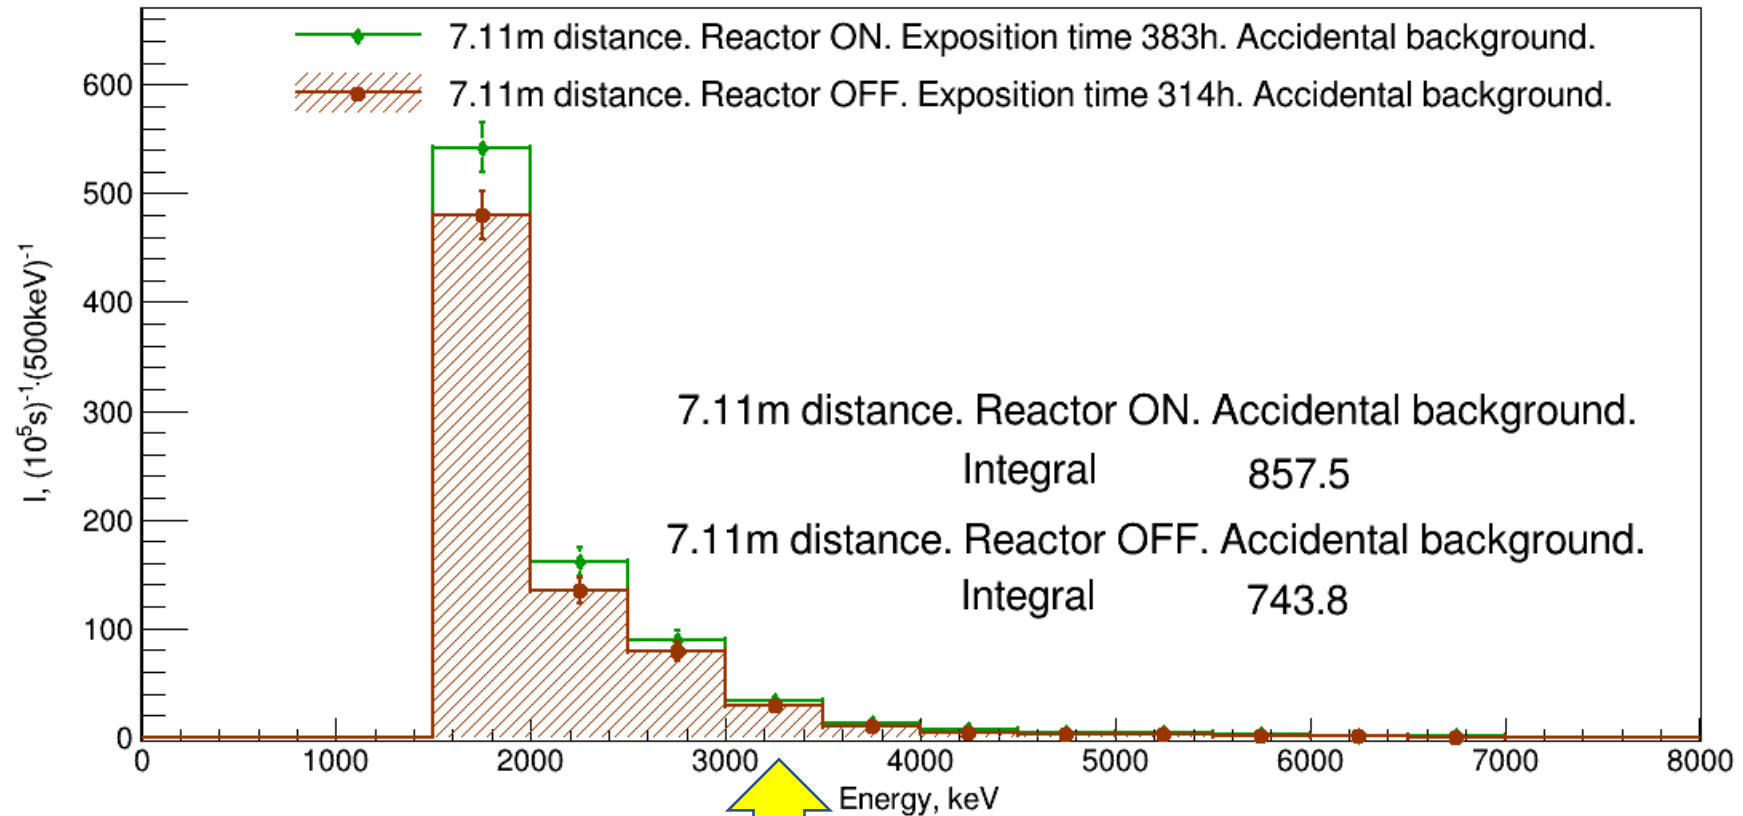 7.11m distance. Reactor ON. Exposition time 383h. Accidental background.
7.11m distance. Reactor OFF. Exposition time 314h. Accidental background.
600
500
400
300
200
100
0
I, (10⁵s)⁻¹·(500keV)⁻¹
7.11m distance. Reactor ON. Accidental background.
Integral 857.5
7.11m distance. Reactor OFF. Accidental background.
Integral 743.8
0 1000 2000 3000 4000 5000 6000 7000 8000
Energy, keV